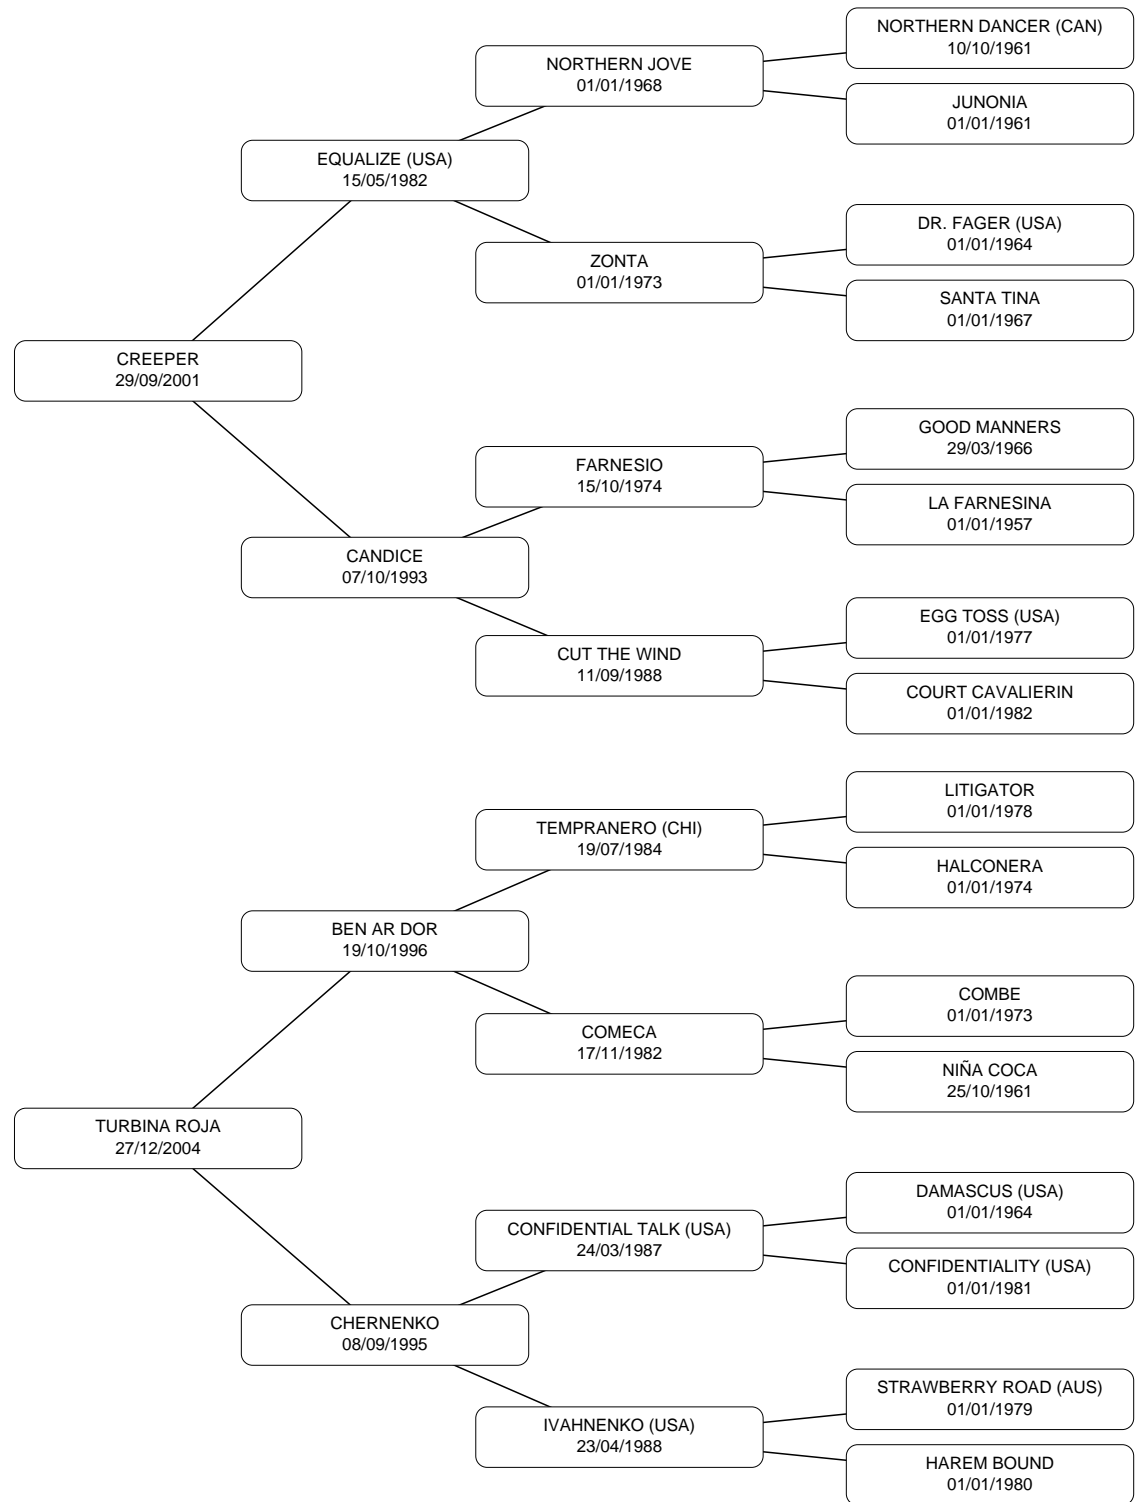 NORTHERN DANCER (CAN)
10/10/1961
NORTHERN JOVE
01/01/1968
JUNONIA
01/01/1961
EQUALIZE (USA)
15/05/1982
DR. FAGER (USA)
01/01/1964
ZONTA
01/01/1973
SANTA TINA
01/01/1967
CREEPER
29/09/2001
GOOD MANNERS
29/03/1966
FARNESIO
15/10/1974
LA FARNESINA
01/01/1957
CANDICE
07/10/1993
EGG TOSS (USA)
01/01/1977
CUT THE WIND
11/09/1988
COURT CAVALIERIN
01/01/1982
LITIGATOR
01/01/1978
TEMPRANERO (CHI)
19/07/1984
HALCONERA
01/01/1974
BEN AR DOR
19/10/1996
COMBE
01/01/1973
COMECA
17/11/1982
NIÑA COCA
25/10/1961
TURBINA ROJA
27/12/2004
DAMASCUS (USA)
01/01/1964
CONFIDENTIAL TALK (USA)
24/03/1987
CONFIDENTIALITY (USA)
01/01/1981
CHERNENKO
08/09/1995
STRAWBERRY ROAD (AUS)
01/01/1979
IVAHNENKO (USA)
23/04/1988
HAREM BOUND
01/01/1980